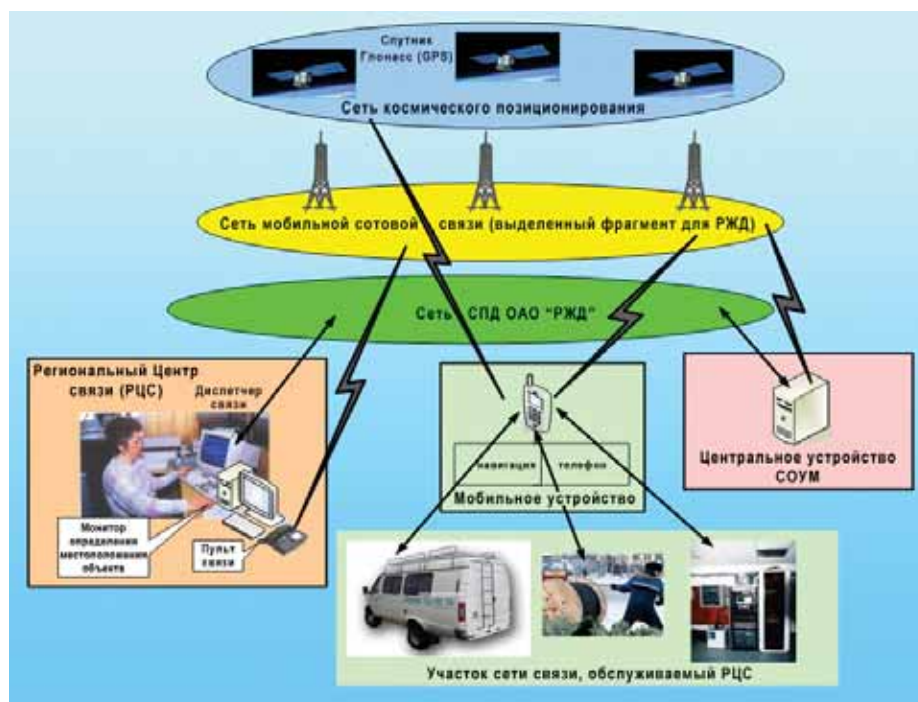 Спутник
Глонасс (GPS)
Сеть космического позиционирования
Сеть мобильной сотовой связи (выделенный фрагмент для РЖД)
Сеть СПД ОАО "РЖД"
Региональный Центр
связи (РЦС)
Диспетчер
связи
Монитор
определения
местоположения
объекта
Пульт
связи
навигация
телефон
Мобильное устройство
Центральное устройство
СОУМ
Участок сети связи, обслуживаемый РЦС